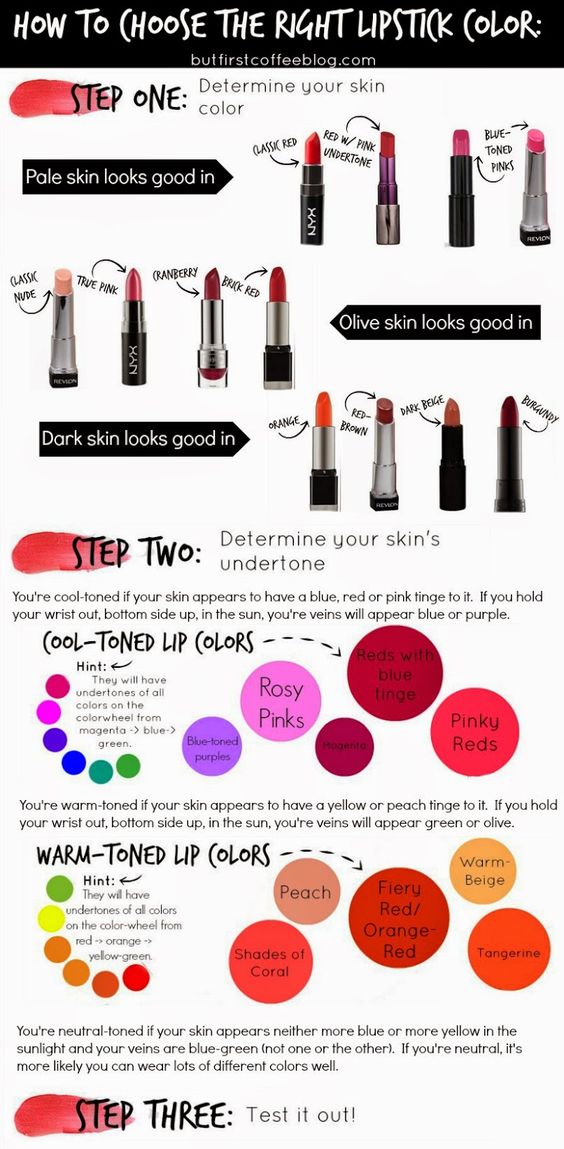 HOW TO CHOOSE THE RIGHT LIPSTICK COLOR:
butfirstcoffeeblog.com
STEP ONE:
Determine your skin
color
Pale skin looks good in
CLASSIC RED
RED W/ PINK
UNDERTONE
BLUE-
TONED
PINKS
NYX
REVLON
CLASSIC
NUDE
TRUE PINK
CRANBERRY
BRICK RED
REVLON
NYX
Olive skin looks good in
Dark skin looks good in
ORANGE
RED-
BROWN
DARK BEIGE
BURGUNDY
REVLON
STEP TWO:
Determine your skin's
undertone
You're cool-toned if your skin appears to have a blue, red or pink tinge to it. If you hold
your wrist out, bottom side up, in the sun, you're veins will appear blue or purple.
COOL-TONED LIP COLORS
Hint:
They will have
undertones of all
colors on the
colorwheel from
magenta -> blue->
green.
Blue-toned
purples
Rosy
Pinks
Magenta
Reds with
blue
tinge
Pinky
Reds
You're warm-toned if your skin appears to have a yellow or peach tinge to it. If you hold
your wrist out, bottom side up, in the sun, you're veins will appear green or olive.
WARM-TONED LIP COLORS
Hint:
They will have
undertones of all colors
on the color-wheel from
red -> orange ->
yellow-green.
Peach
Shades of
Coral
Fiery
Red/
Orange-
Red
Warm-
Beige
Tangerine
You're neutral-toned if your skin appears neither more blue or more yellow in the
sunlight and your veins are blue-green (not one or the other). If you're neutral, it's
more likely you can wear lots of different colors well.
STEP THREE:
Test it out!